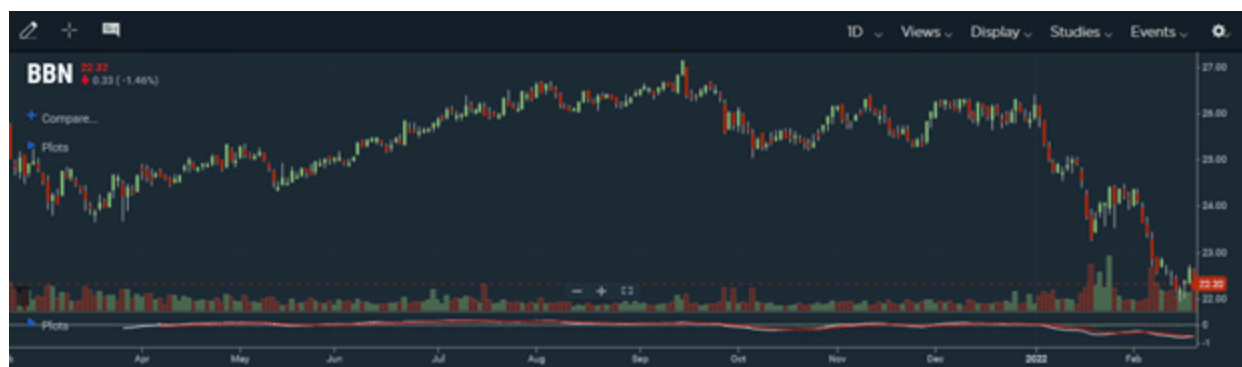 1D Views Display Studies Events
BBN 22.32
0.33 (-1.46%)
Compare...
Plots
27.00
26.00
25.00
24.00
23.00
22.32
22.00
Plots
0
-1
Apr May Jun Jul Aug Sep Oct Nov Dec 2022 Feb